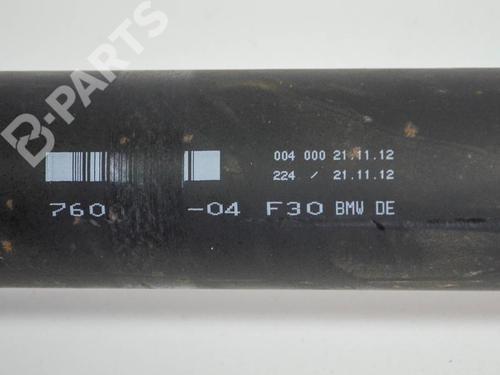 B-PARTS
004 000 21.11.12
224 / 21.11.12
760 -04 F30 BMW DE